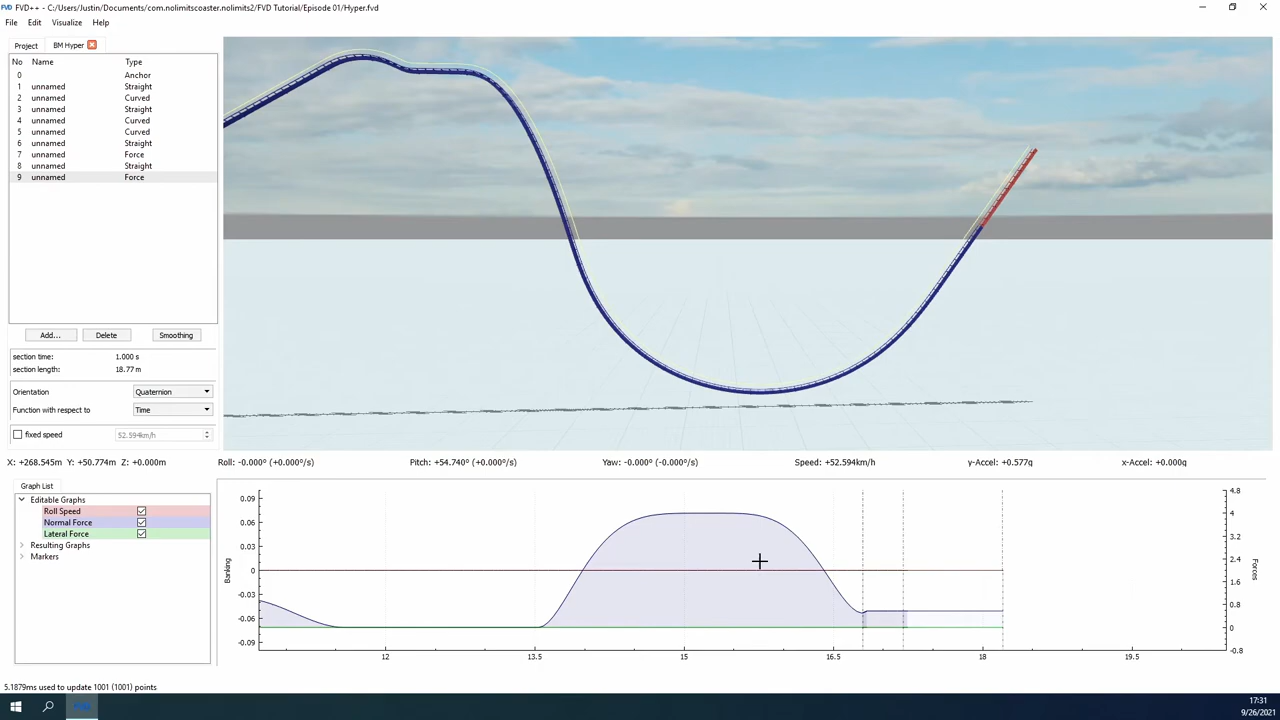 FVD++ - C:/Users/Justin/Documents/com.nolimitscoaster.nolimits2/FVD Tutorial/Episode 01/Hyper.fvd
File Edit Visualize Help
Project BM Hyper
No Name Type
0 Anchor
1 unnamed Straight
2 unnamed Curved
3 unnamed Straight
4 unnamed Curved
5 unnamed Curved
6 unnamed Straight
7 unnamed Force
8 unnamed Straight
9 unnamed Force
Add... Delete Smoothing
section time: 1.000 s
section length: 18.77 m
Orientation Quaternion
Function with respect to Time
fixed speed 52.594km/h
X: +268.545m Y: +50.774m Z: +0.000m Roll: -0.000° (+0.000°/s) Pitch: +54.740° (+0.000°/s) Yaw: -0.000° (-0.000°/s) Speed: +52.594km/h y-Accel: +0.577g x-Accel: +0.000g
Graph List
Editable Graphs
Roll Speed
Normal Force
Lateral Force
Resulting Graphs
Markers
Banking
0.09
0.06
0.03
0
-0.03
-0.06
-0.09
12 13.5 15 16.5 18 19.5
4.8
4
3.2
2.4
1.6
0.8
0
-0.8
Forces
5.1879ms used to update 1001 (1001) points
FVD
17:31
9/26/2021